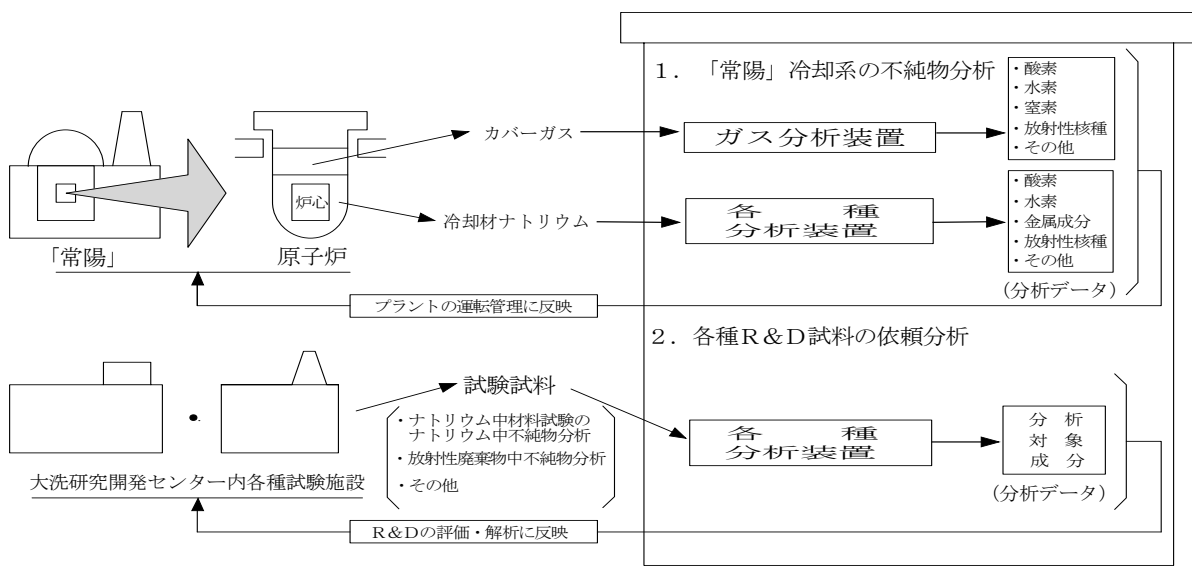 １．「常陽」冷却系の不純物分析
カバーガス
ガス分析装置
・酸素
・水素
・窒素
・放射性核種
・その他
炉心
冷却材ナトリウム
各　種
分析装置
・酸素
・水素
・金属成分
・放射性核種
・その他
(分析データ)
「常陽」
原子炉
プラントの運転管理に反映
２．各種Ｒ＆Ｄ試料の依頼分析
試験試料
・ナトリウム中材料試験の
ナトリウム中不純物分析
・放射性廃棄物中不純物分析
・その他
各　種
分析装置
分　析
対　象
成　分
(分析データ)
大洗研究開発センター内各種試験施設
Ｒ＆Ｄの評価・解析に反映